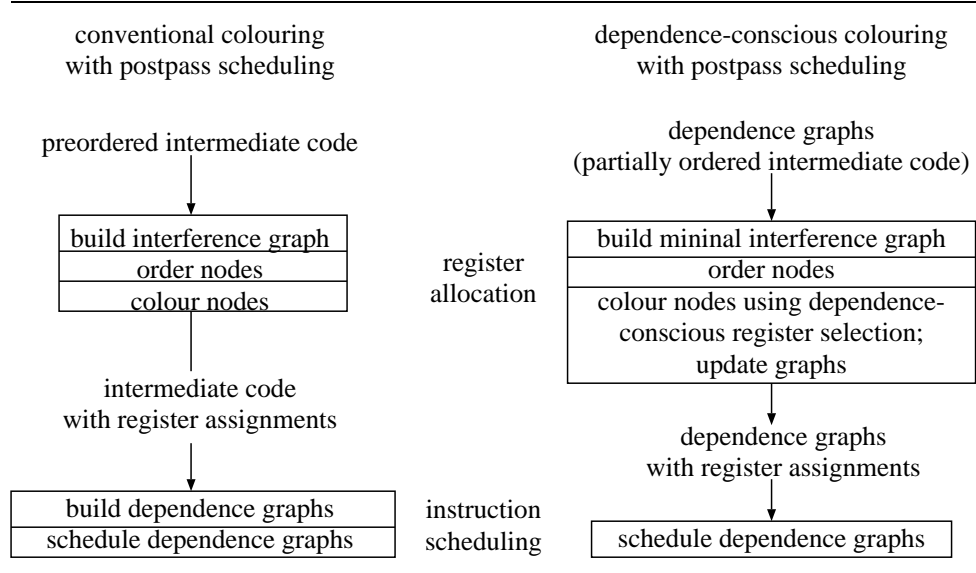 conventional colouring
with postpass scheduling
preordered intermediate code
build interference graph
order nodes
colour nodes
intermediate code
with register assignments
build dependence graphs
schedule dependence graphs
register
allocation
instruction
scheduling
dependence-conscious colouring
with postpass scheduling
dependence graphs
(partially ordered intermediate code)
build mininal interference graph
order nodes
colour nodes using dependence-
conscious register selection;
update graphs
dependence graphs
with register assignments
schedule dependence graphs